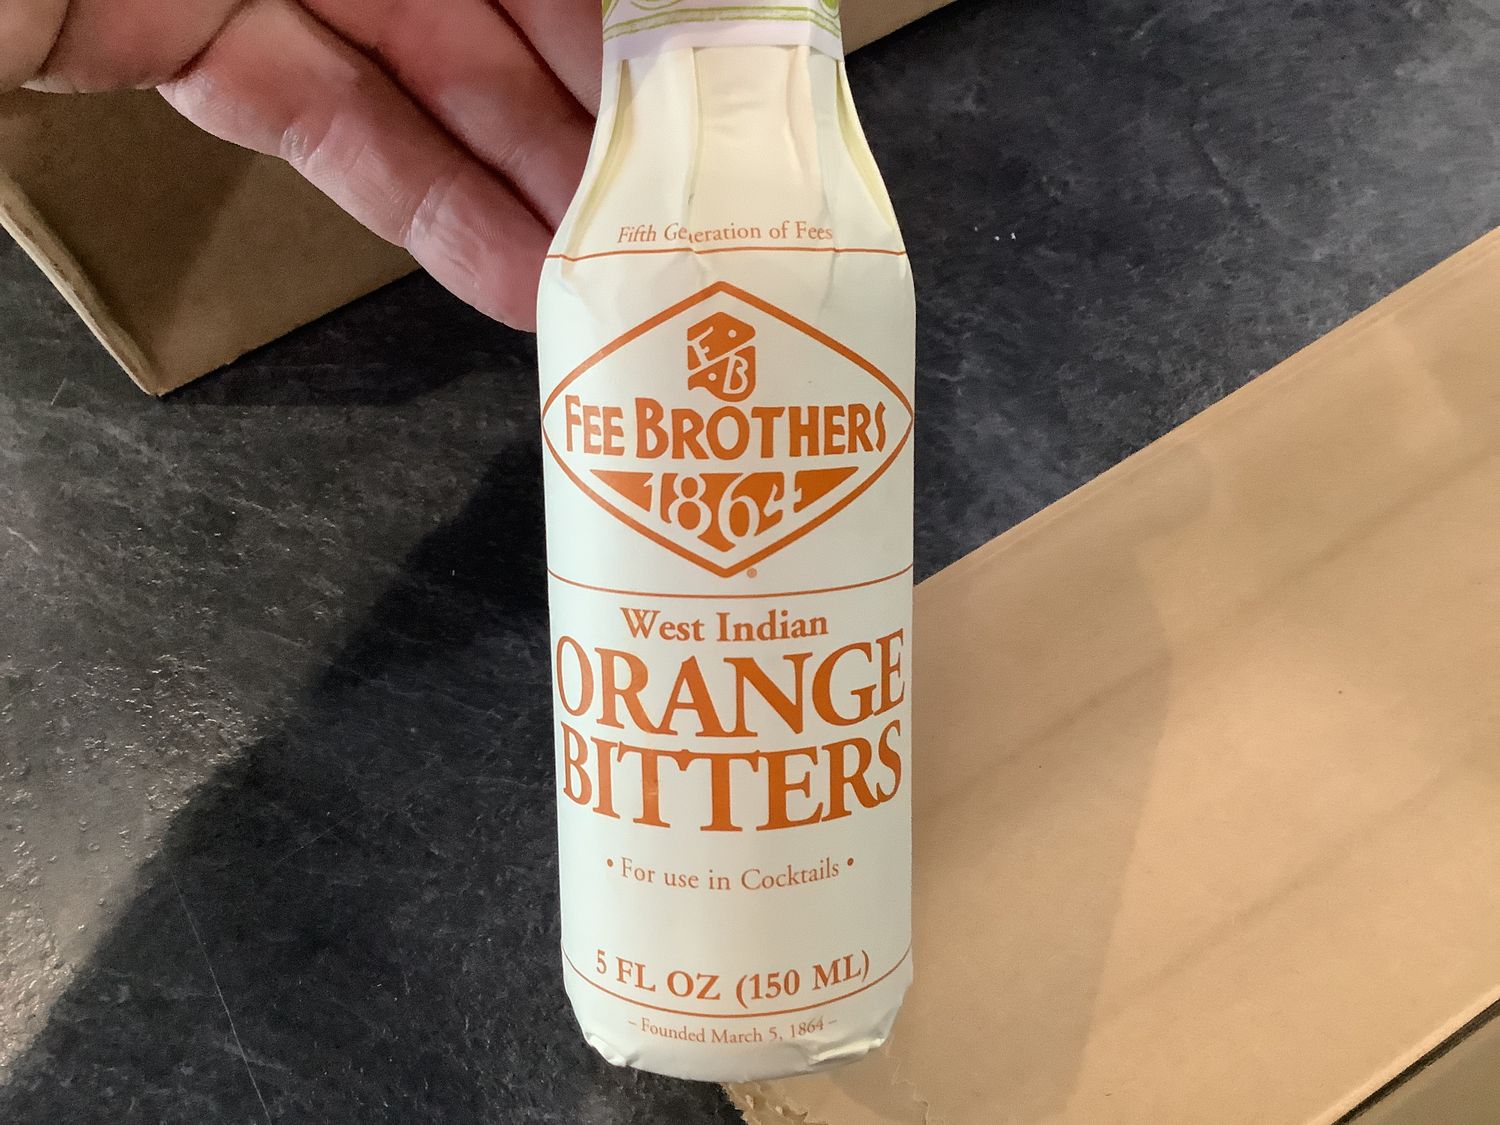 Fifth Generation of Fees
F
B
FEE BROTHERS
1864
®
West Indian
ORANGE
BITTERS
• For use in Cocktails •
5 FL OZ (150 ML)
– Founded March 5, 1864 –